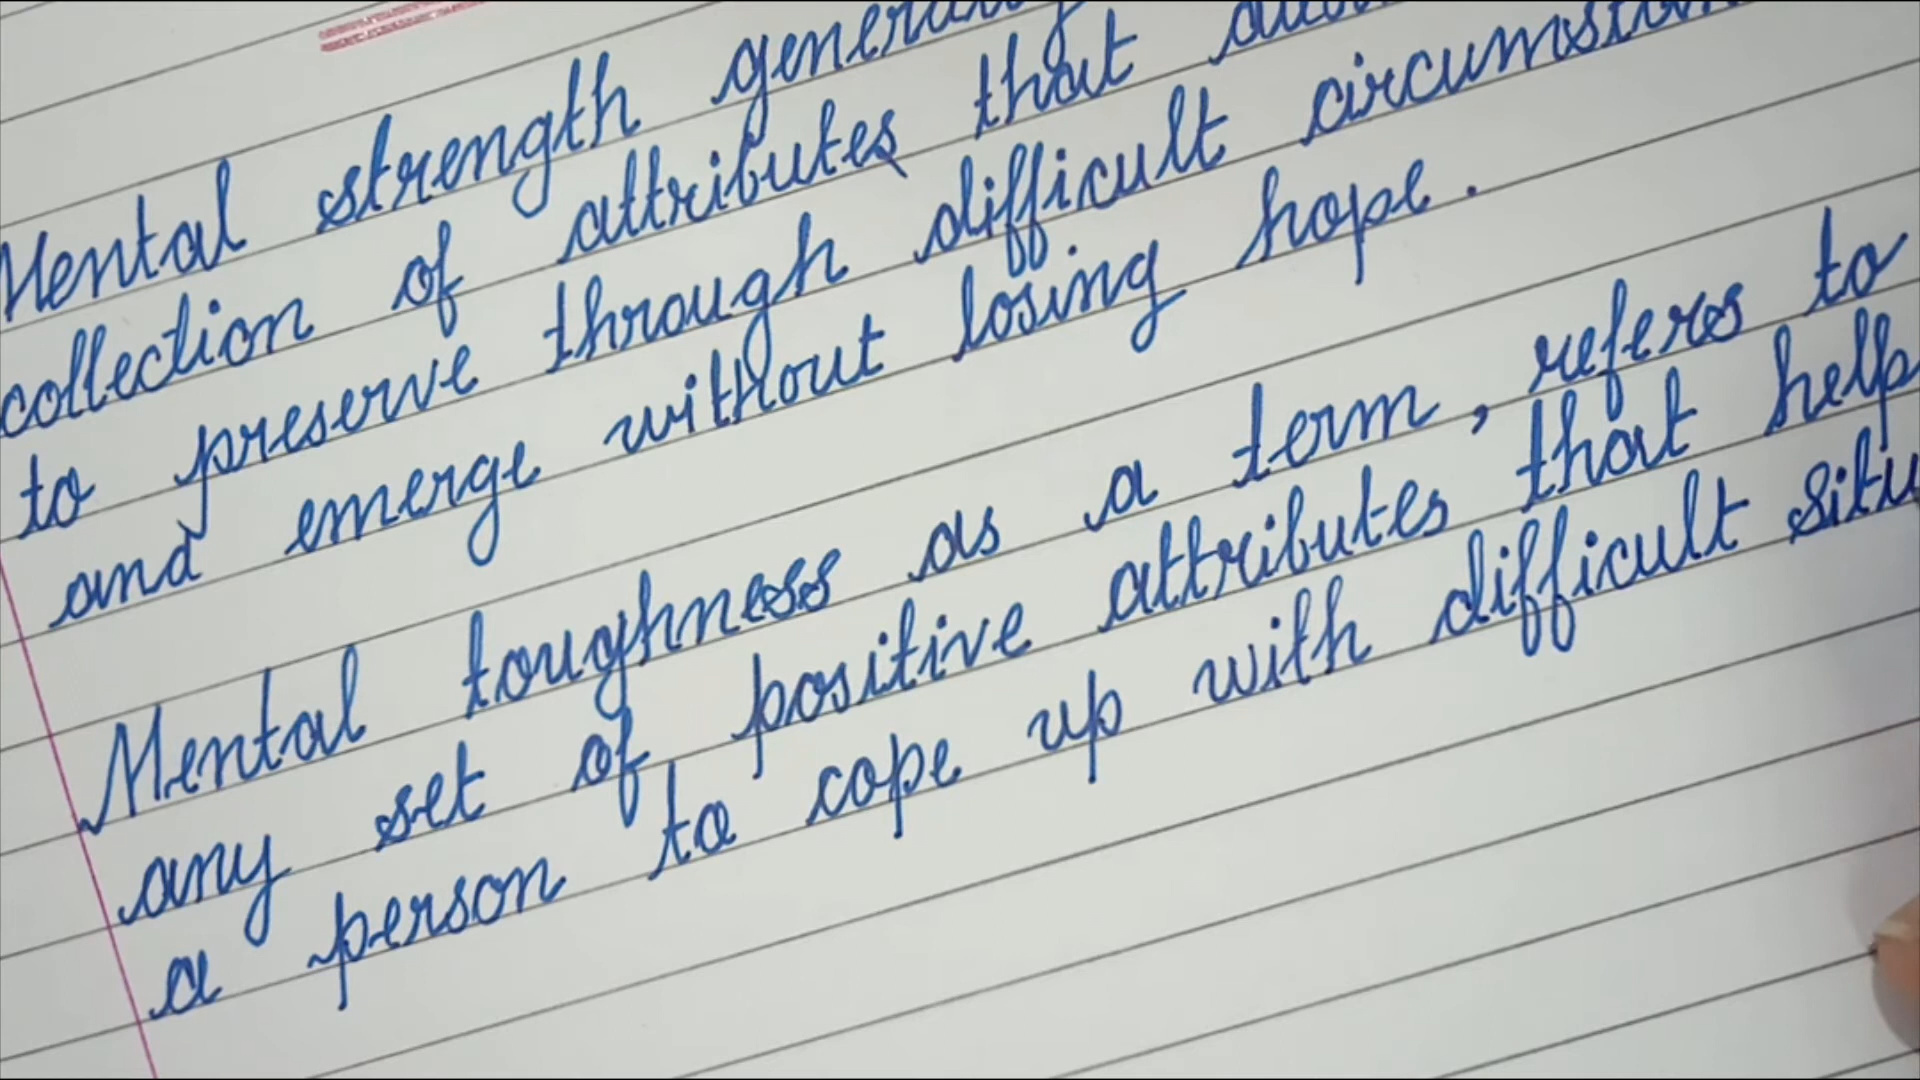 Mental strength
collection of attributes that
to preserve through difficult
and emerge without losing hope.
Mental toughness as a term, refers to
any set of positive attributes that help
a person to cope up with difficult